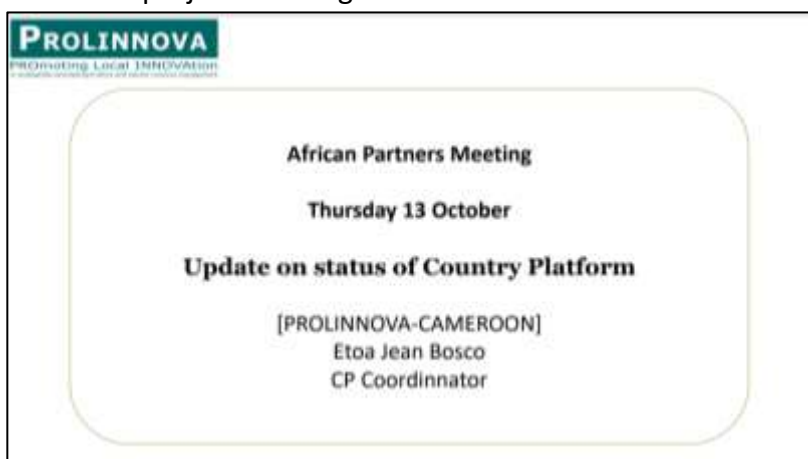 PROLINNOVA
PROmoting Local INNOVAtion
African Partners Meeting
Thursday 13 October
Update on status of Country Platform
[PROLINNOVA-CAMEROON]
Etoa Jean Bosco
CP Coordinnator